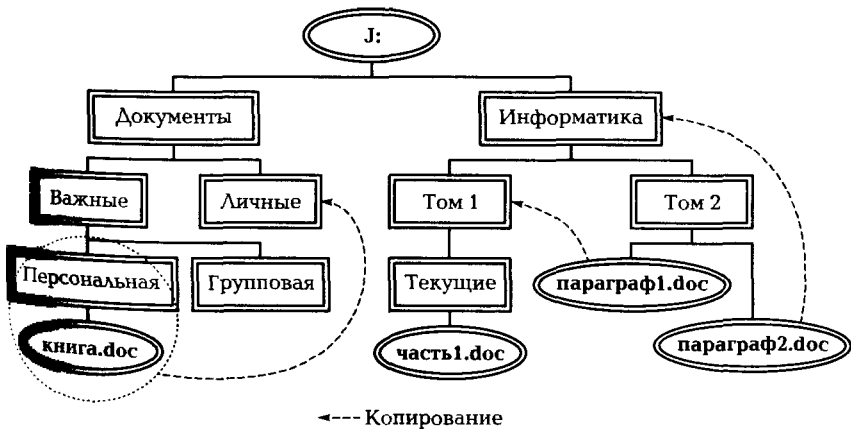 J:
Документы
Информатика
Важные
Личные
Том 1
Том 2
Персональная
Групповая
Текущие
параграф1.doc
книга.doc
часть1.doc
параграф2.doc
Копирование